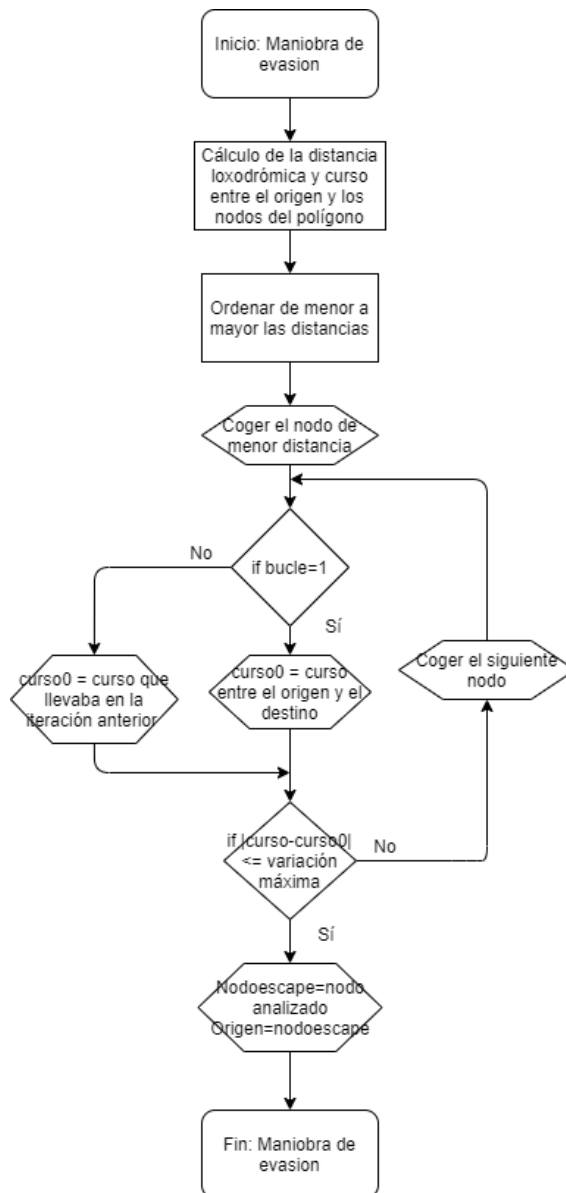 Inicio: Maniobra de
evasion
Cálculo de la distancia
loxodrómica y curso
entre el origen y los
nodos del polígono
Ordenar de menor a
mayor las distancias
Coger el nodo de
menor distancia
if bucle=1
No
Sí
curso0 = curso que
llevaba en la
iteración anterior
curso0 = curso
entre el origen y el
destino
Coger el siguiente
nodo
if |curso-curso0|
<= variación
máxima
No
Sí
Nodoescape=nodo
analizado
Origen=nodoescape
Fin: Maniobra de
evasion